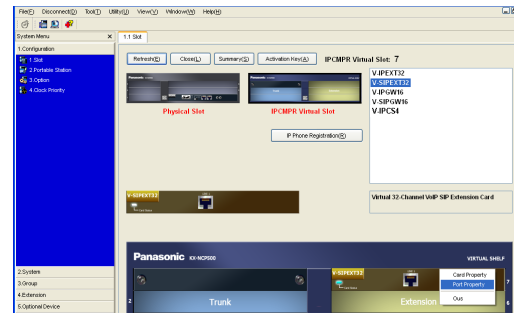 File(F) Disconnect(D) Tool(T) Utility(U) View(V) Window(W) Help(H)
System Menu
1.1 Slot
1.Configuration
1.Slot
2.Portable Station
3.Option
4.Clock Priority
Refresh(R) Close(L) Summary(S) Activation Key(A) IPCMPR Virtual Slot: 7
V-IPEXT32
V-SIPEXT32
V-IPGW16
V-SIPGW16
V-IPCS4
Physical Slot
IPCMPR Virtual Slot
IP Phone Registration(R)
V-SIPEXT32
Virtual 32-Channel VoIP SIP Extension Card
Panasonic KX-NCP500
VIRTUAL SHELF
V-SIPEXT32
Card Property
Port Property
Ous
7
2
Trunk
Extension
6
2.System
3.Group
4.Extension
5.Optional Device